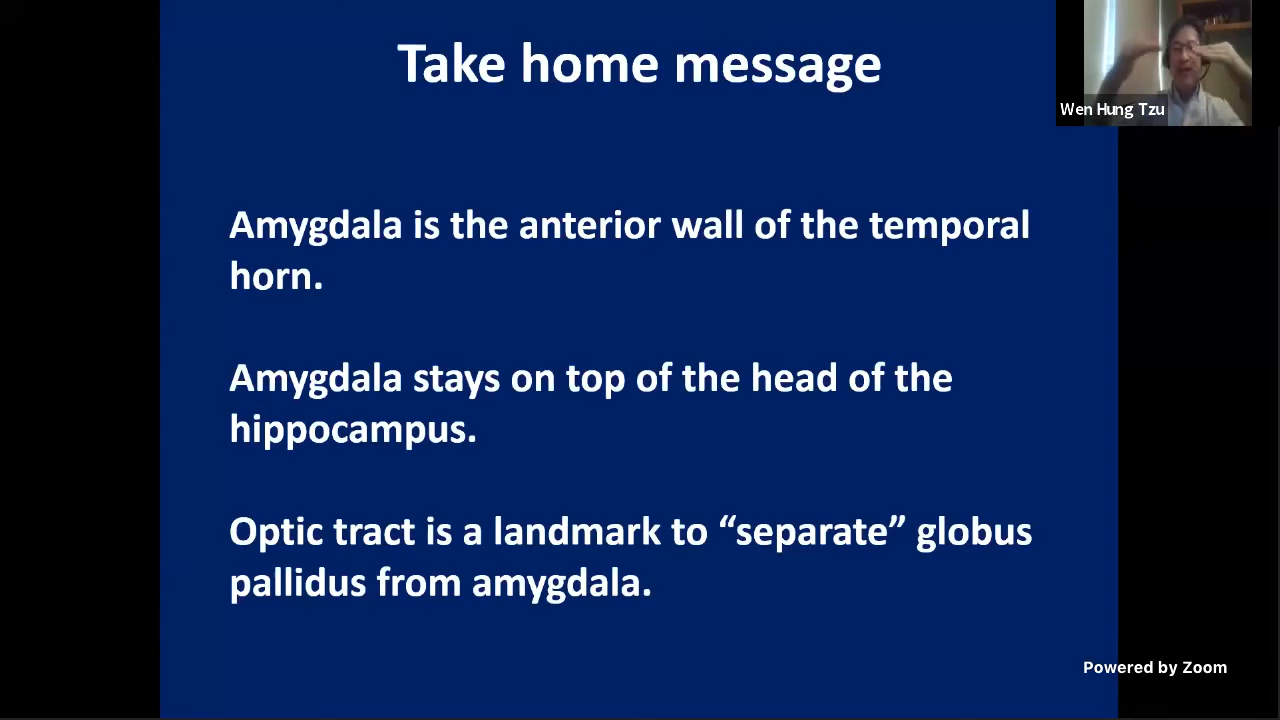 Take home message
Wen Hung Tzu
Amygdala is the anterior wall of the temporal
horn.
Amygdala stays on top of the head of the
hippocampus.
Optic tract is a landmark to “separate” globus
pallidus from amygdala.
Powered by Zoom